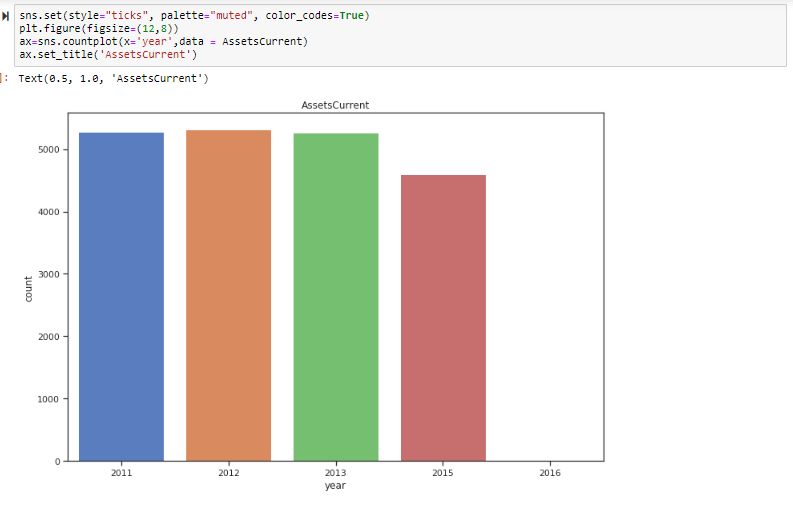 sns.set(style="ticks", palette="muted", color_codes=True)
plt.figure(figsize=(12,8))
ax=sns.countplot(x='year',data = AssetsCurrent)
ax.set_title('AssetsCurrent')
]: Text(0.5, 1.0, 'AssetsCurrent')
AssetsCurrent
5000
4000
3000
2000
1000
0
count
2011 2012 2013 2015 2016
year